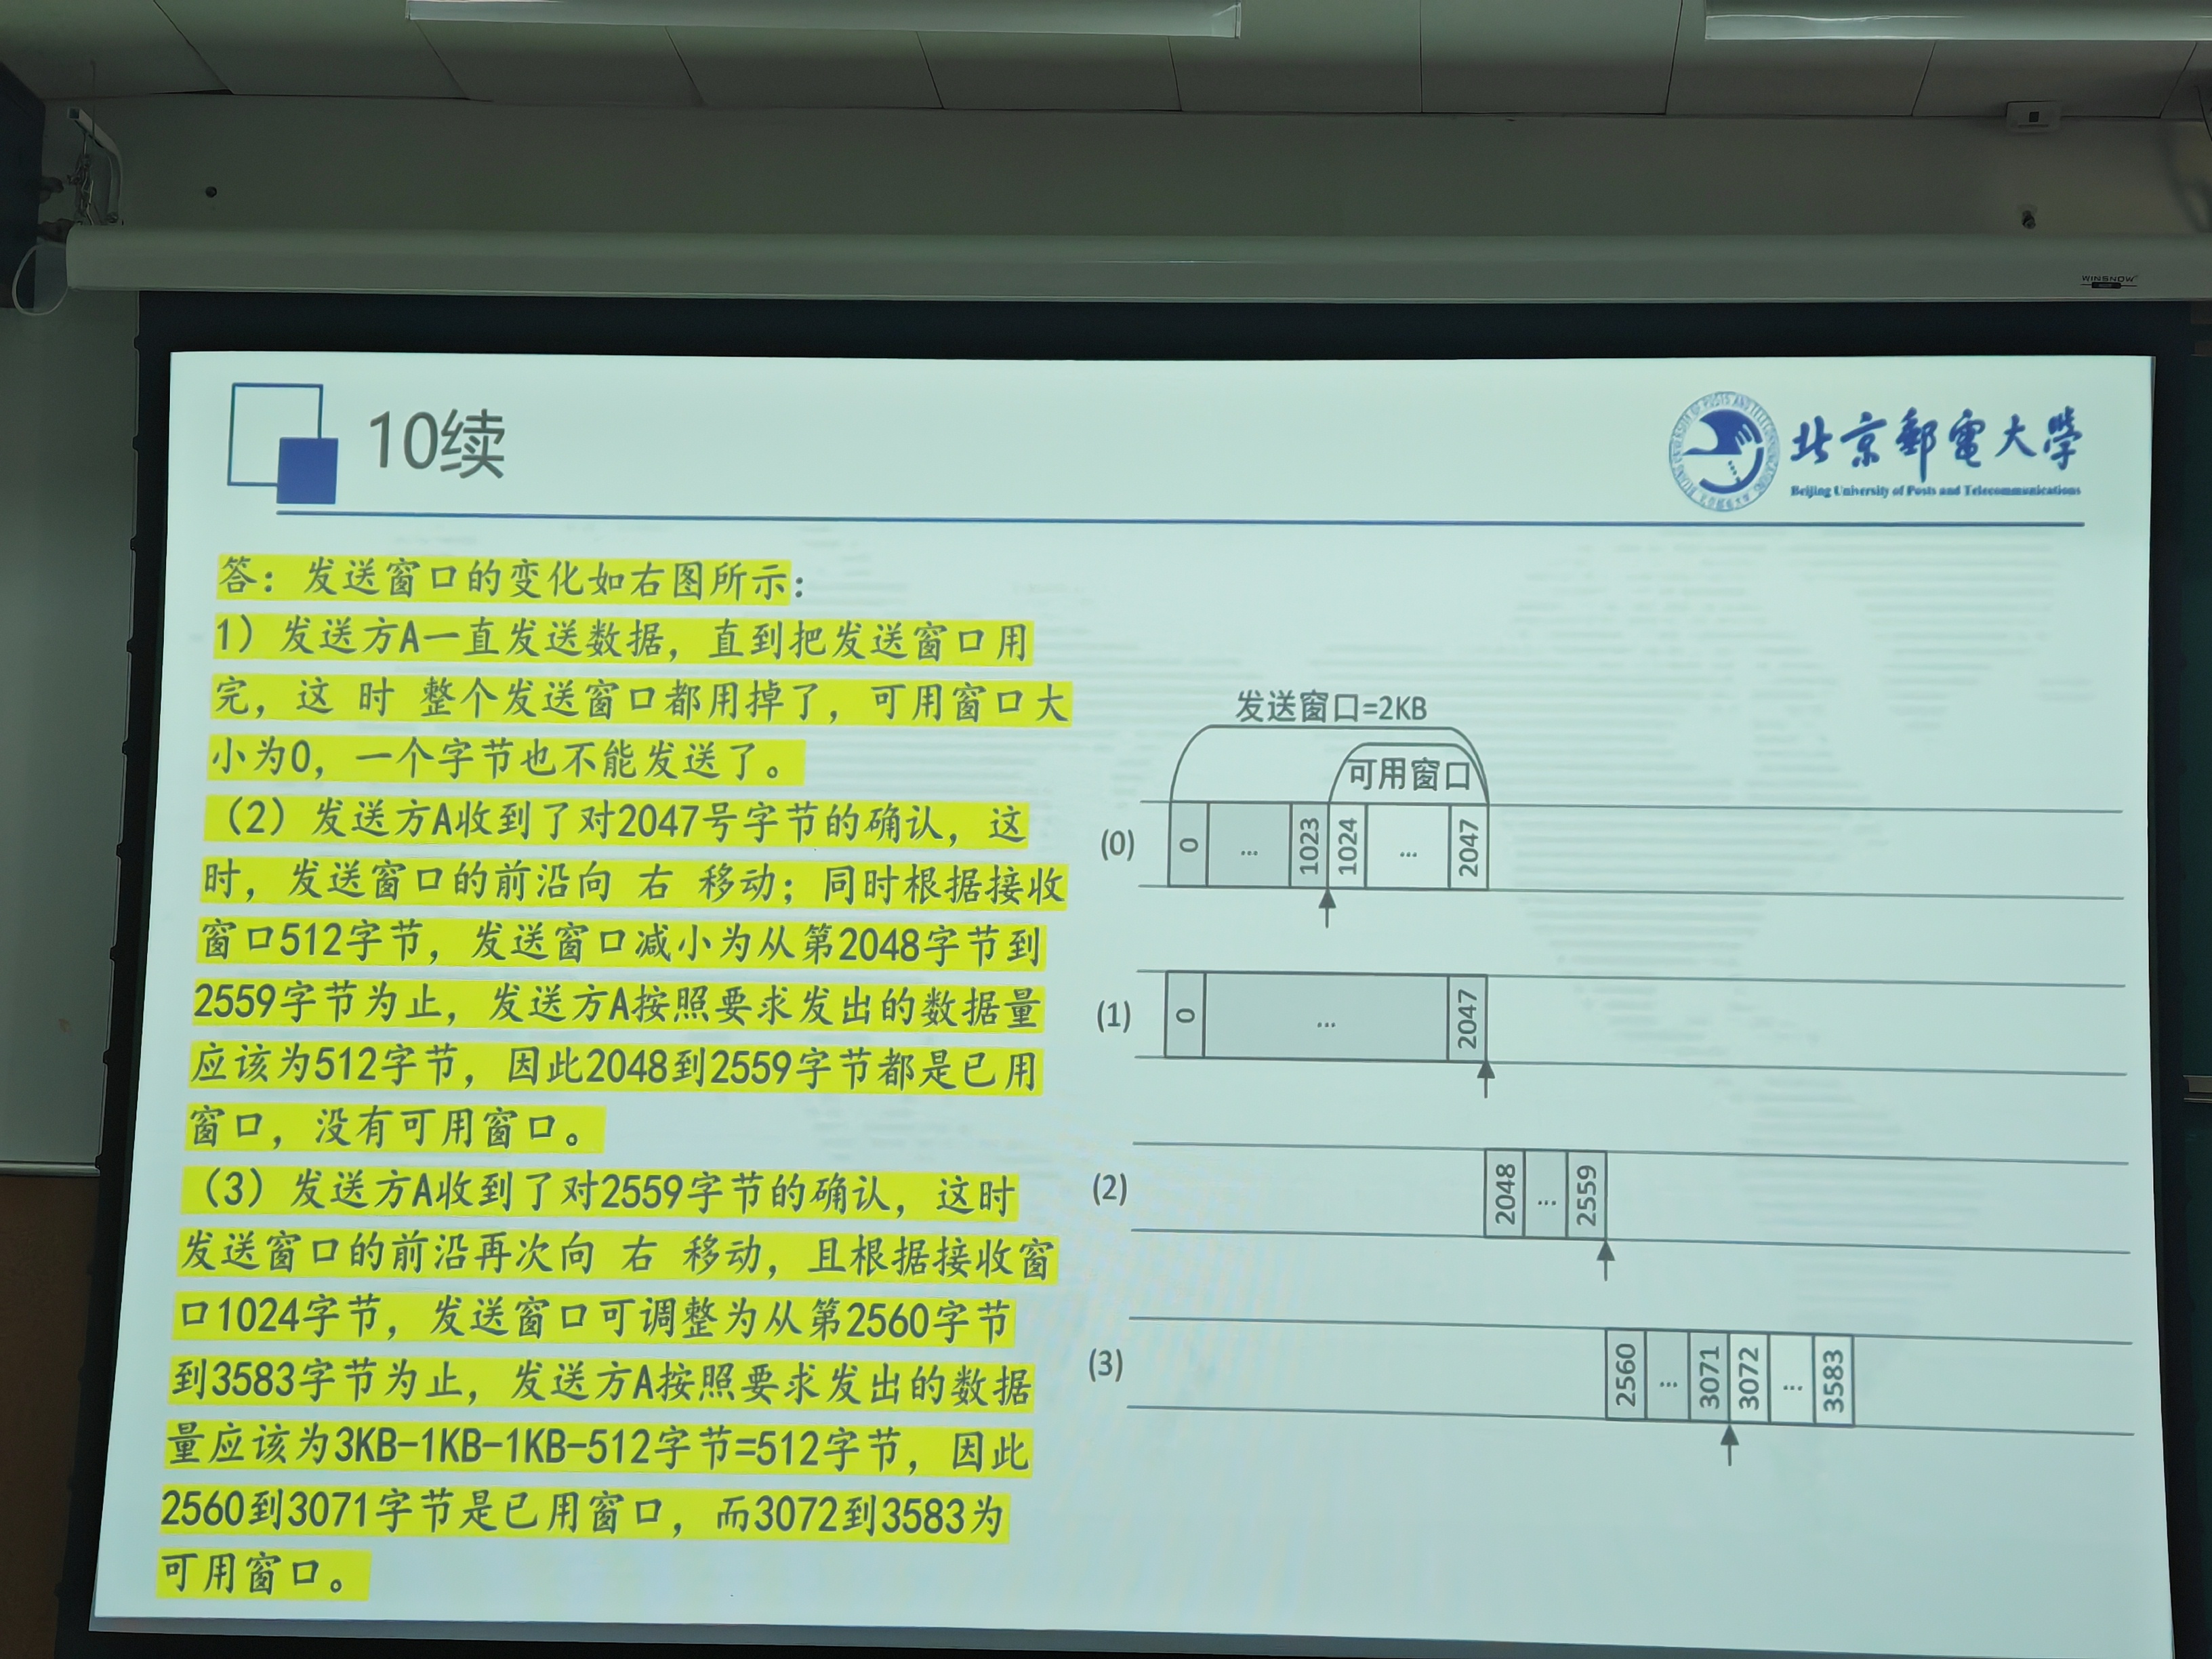 WINSNOW
10续
北京郵電大學
Beijing University of Posts and Telecommunications
答：发送窗口的变化如右图所示：
1）发送方A一直发送数据，直到把发送窗口用
完，这 时 整个发送窗口都用掉了，可用窗口大
小为0，一个字节也不能发送了。
（2）发送方A收到了对2047号字节的确认，这
时，发送窗口的前沿向 右 移动；同时根据接收
窗口512字节，发送窗口减小为从第2048字节到
2559字节为止，发送方A按照要求发出的数据量
应该为512字节，因此2048到2559字节都是已用
窗口，没有可用窗口。
（3）发送方A收到了对2559字节的确认，这时
发送窗口的前沿再次向 右 移动，且根据接收窗
口1024字节，发送窗口可调整为从第2560字节
到3583字节为止，发送方A按照要求发出的数据
量应该为3KB-1KB-1KB-512字节=512字节，因此
2560到3071字节是已用窗口，而3072到3583为
可用窗口。
发送窗口=2KB
可用窗口
(0) 0 ... 1023 1024 ... 2047
(1) 0 ... 2047
(2) 2048 ... 2559
(3) 2560 ... 3071 3072 ... 3583